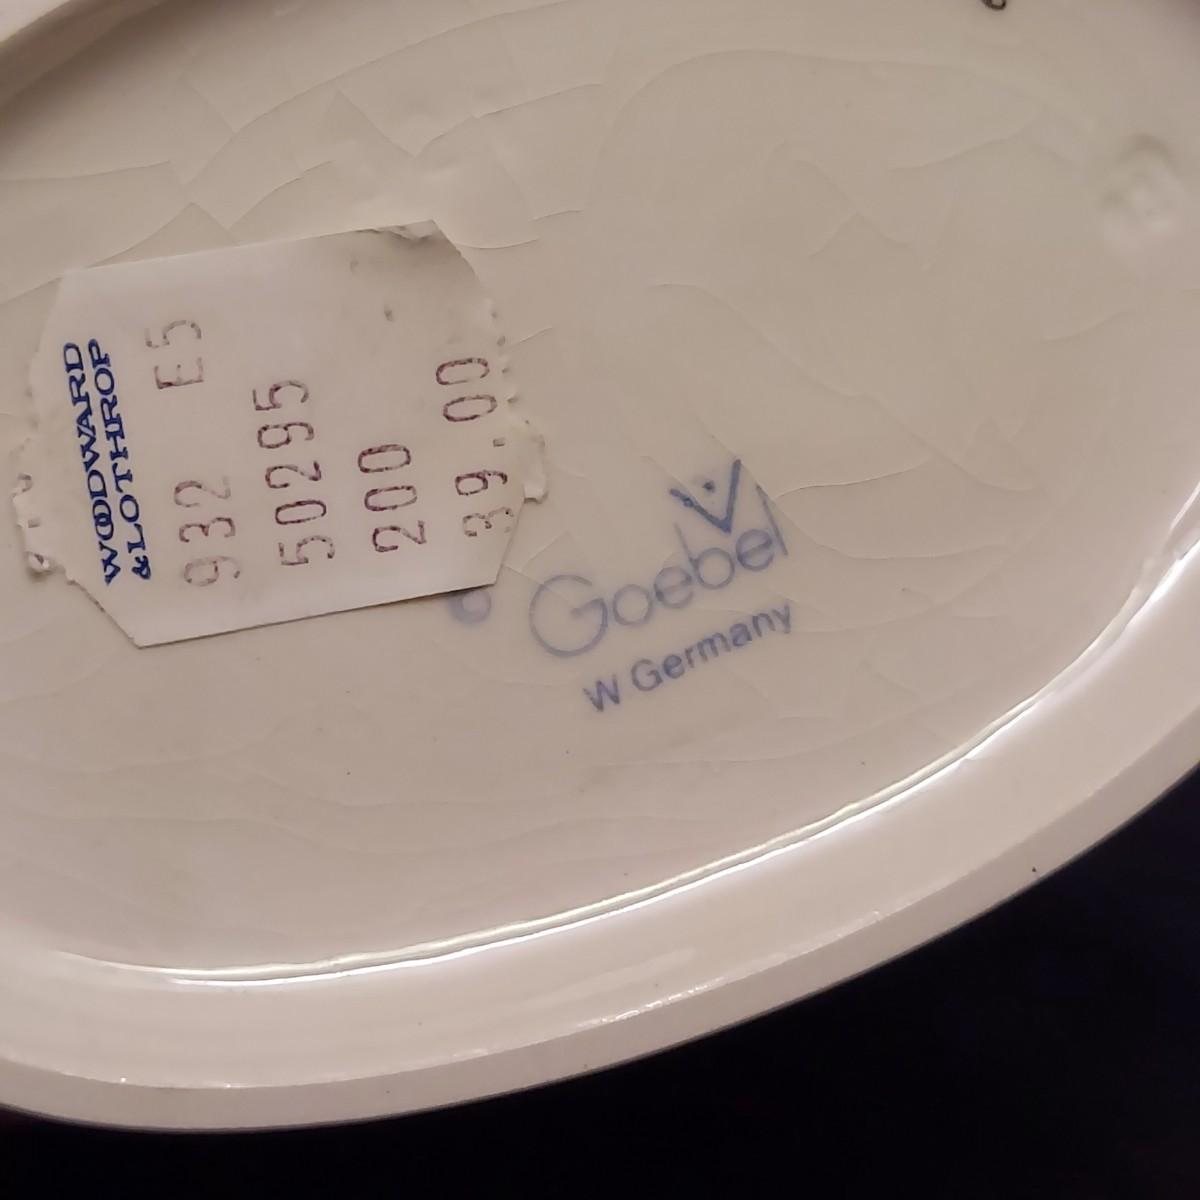 WOODWARD
&LOTHROP
932 E5
50295
200
39.00
© Goebel
W Germany